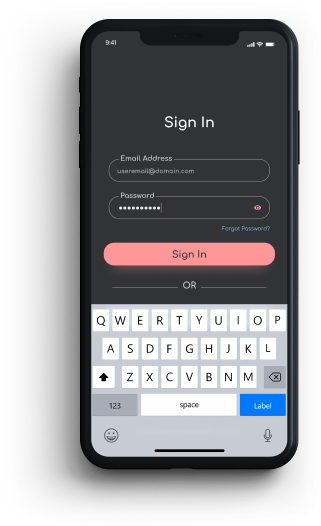 9:41
Sign In
Email Address
useremail@domain.com
Password
••••••••••
Forgot Password?
Sign In
OR
Q W E R T Y U I O P
A S D F G H J K L
Z X C V B N M
123 space Label